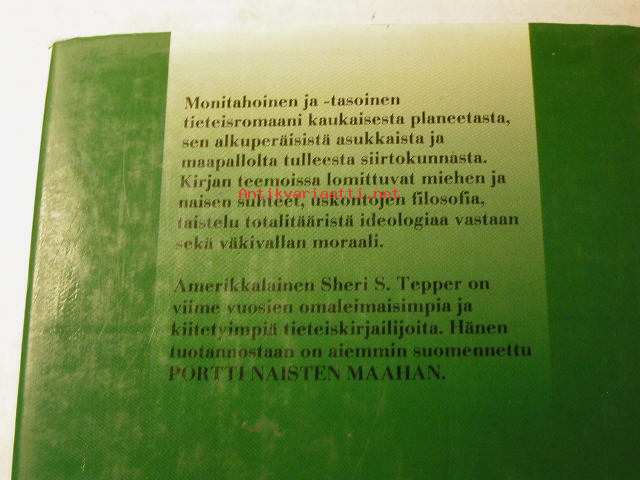 Monitahoinen ja -tasoinen
tieteisromaani kaukaisesta planeetasta,
sen alkuperäisistä asukkaista ja
maapallolta tulleesta siirtokunnasta.
Kirjan teemoissa lomittuvat miehen ja
Antikvariaatti.net
naisen suhteet, uskontojen filosofia,
taistelu totalitääristä ideologiaa vastaan
sekä väkivallan moraali.
Amerikkalainen Sheri S. Tepper on
viime vuosien omaleimaisimpia ja
kiitetyimpiä tieteiskirjailijoita. Hänen
tuotannostaan on aiemmin suomennettu
PORTTI NAISTEN MAAHAN.